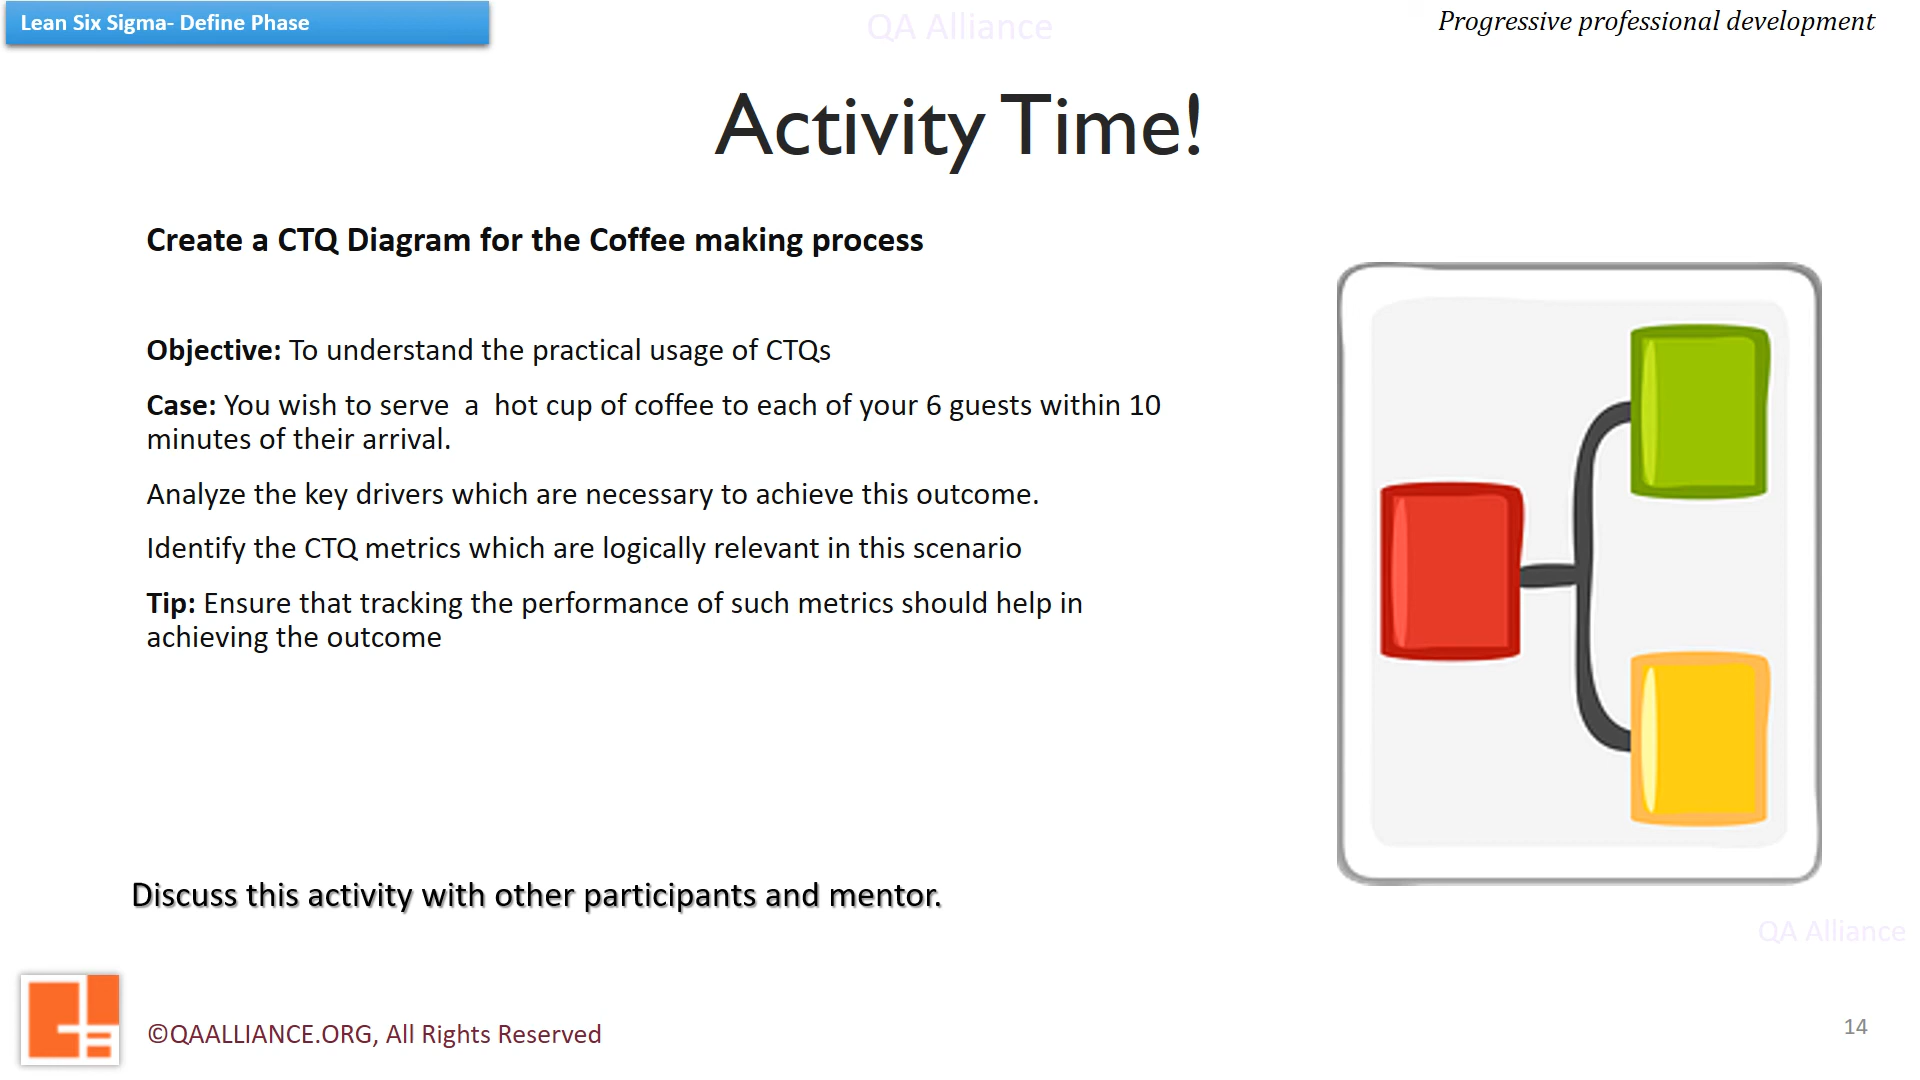 Lean Six Sigma- Define Phase
QA Alliance
Progressive professional development
Activity Time!
Create a CTQ Diagram for the Coffee making process
Objective: To understand the practical usage of CTQs
Case: You wish to serve  a  hot cup of coffee to each of your 6 guests within 10
minutes of their arrival.
Analyze the key drivers which are necessary to achieve this outcome.
Identify the CTQ metrics which are logically relevant in this scenario
Tip: Ensure that tracking the performance of such metrics should help in
achieving the outcome
Discuss this activity with other participants and mentor.
QA Alliance
©QAALLIANCE.ORG, All Rights Reserved
14